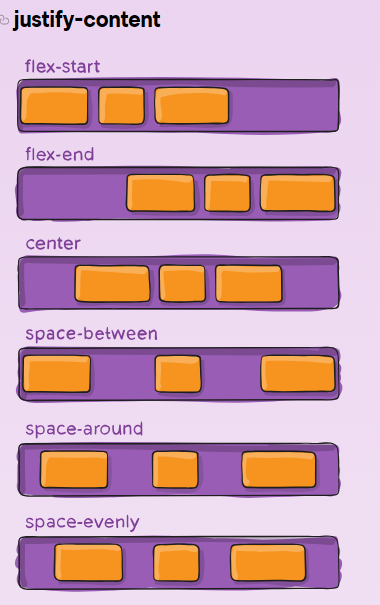 justify-content
flex-start
flex-end
center
space-between
space-around
space-evenly